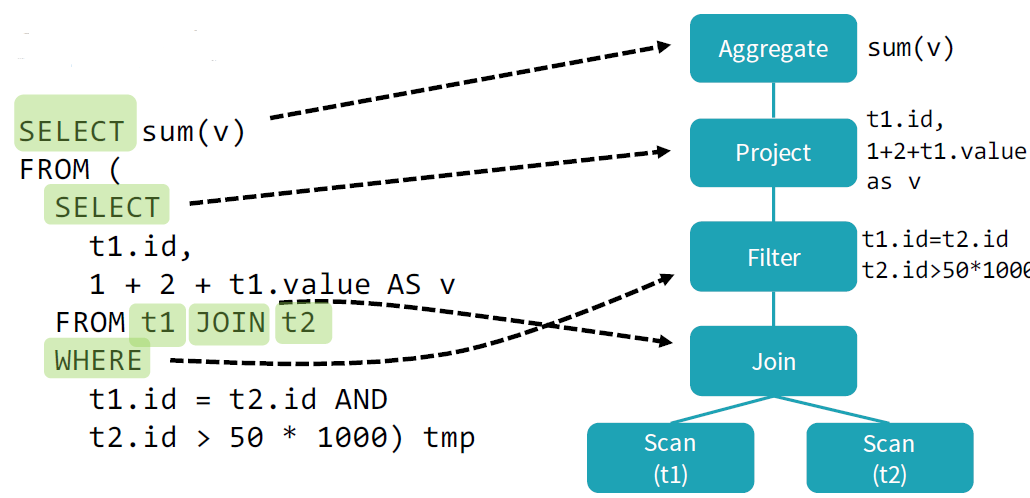 SELECT sum(v)
FROM (
SELECT
t1.id,
1 + 2 + t1.value AS v
FROM t1 JOIN t2
WHERE
t1.id = t2.id AND
t2.id > 50 * 1000) tmp
Aggregate
sum(v)
Project
t1.id,
1+2+t1.value
as v
Filter
t1.id=t2.id
t2.id>50*1000
Join
Scan
(t1)
Scan
(t2)